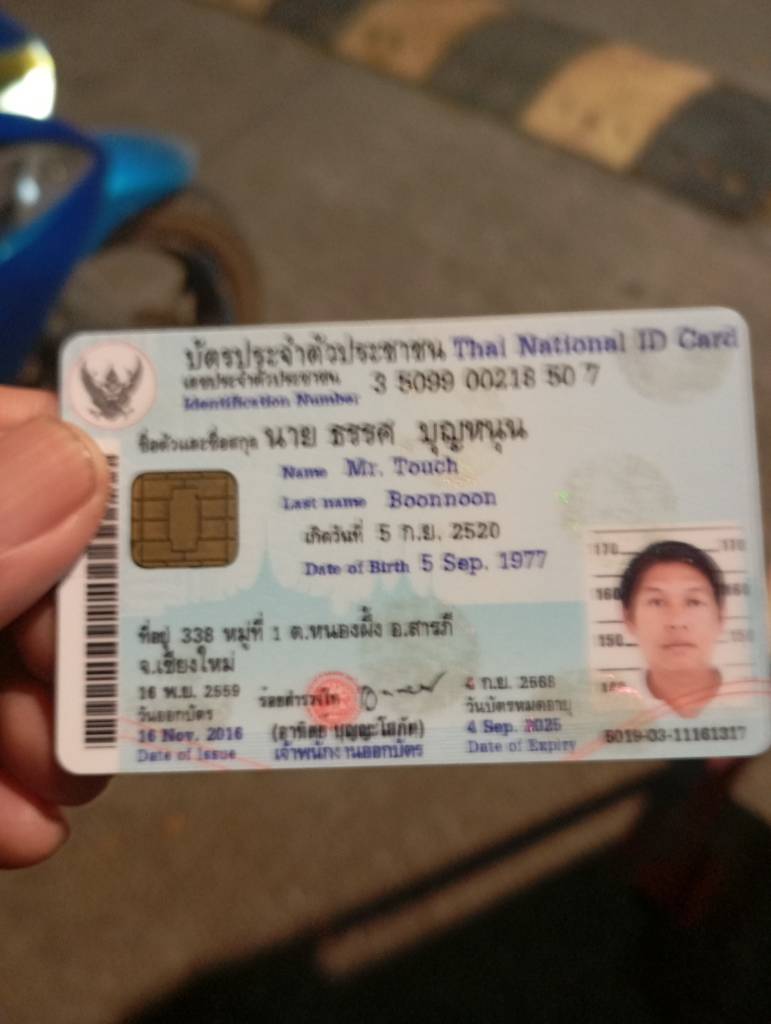 บัตรประจำตัวประชาชน Thai National ID Card
เลขประจำตัวประชาชน 3 5099 00218 50 7
Identification Number
ชื่อตัวและชื่อสกุล นาย ธรรศ บุญหนุน
Name Mr. Touch
Last name Boonnoon
เกิดวันที่ 5 ก.ย. 2520
Date of Birth 5 Sep. 1977
ที่อยู่ 338 หมู่ที่ 1 ต.หนองผึ้ง อ.สารภี
จ.เชียงใหม่
16 พ.ย. 2559
วันออกบัตร
16 Nov. 2016
Date of Issue
ร้อยตำรวจโท
เจ้าพนักงานออกบัตร
4 ก.ย. 2568
วันบัตรหมดอายุ
4 Sep. 2025
Date of Expiry
170 170
160 160
150 150
5019-03-11161317